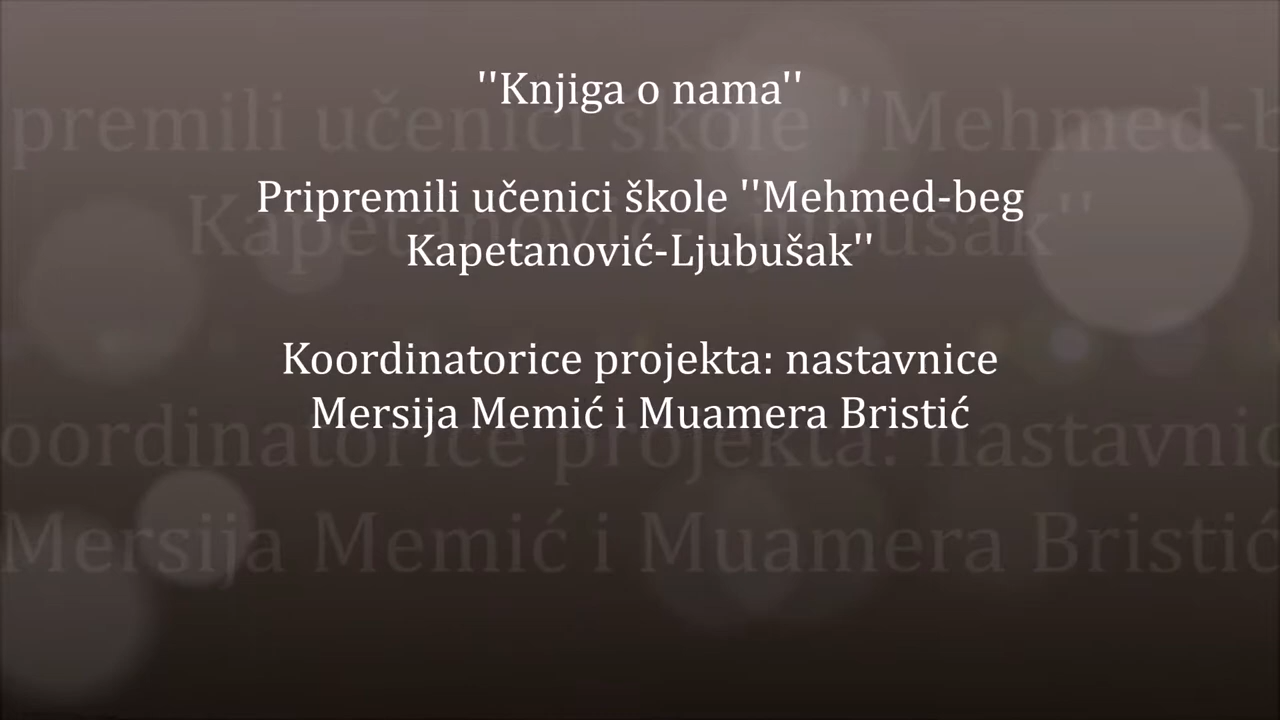 ''Knjiga o nama''
Pripremili učenici škole ''Mehmed-beg
Kapetanović-Ljubušak''
Koordinatorice projekta: nastavnice
Mersija Memić i Muamera Bristić